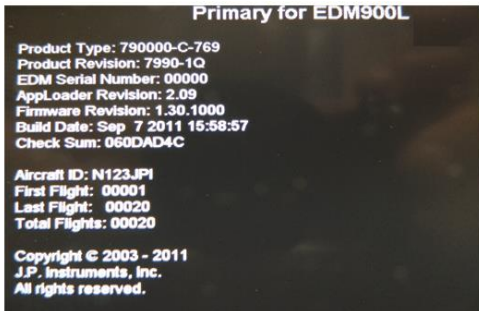 Primary for EDM900L
Product Type: 790000-C-769
Product Revision: 7990-1Q
EDM Serial Number: 00000
AppLoader Revision: 2.09
Firmware Revision: 1.30.1000
Build Date: Sep 7 2011 15:58:57
Check Sum: 060DAD4C
Aircraft ID: N123JPI
First Flight: 00001
Last Flight: 00020
Total Flights: 00020
Copyright © 2003 - 2011
J.P. Instruments, Inc.
All rights reserved.